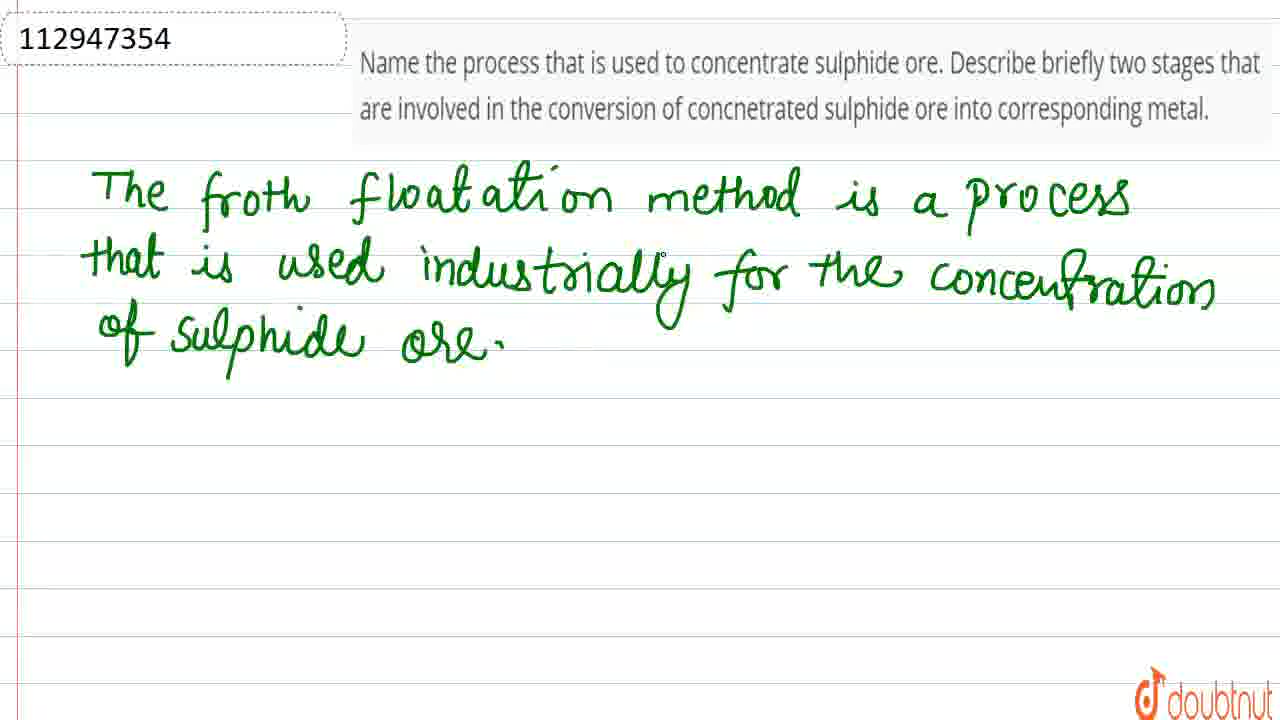 112947354
Name the process that is used to concentrate sulphide ore. Describe briefly two stages that
are involved in the conversion of concnetrated sulphide ore into corresponding metal.
The froth floatation method is a process
that is used industrially for the concentration
of sulphide ore.
doubtnut